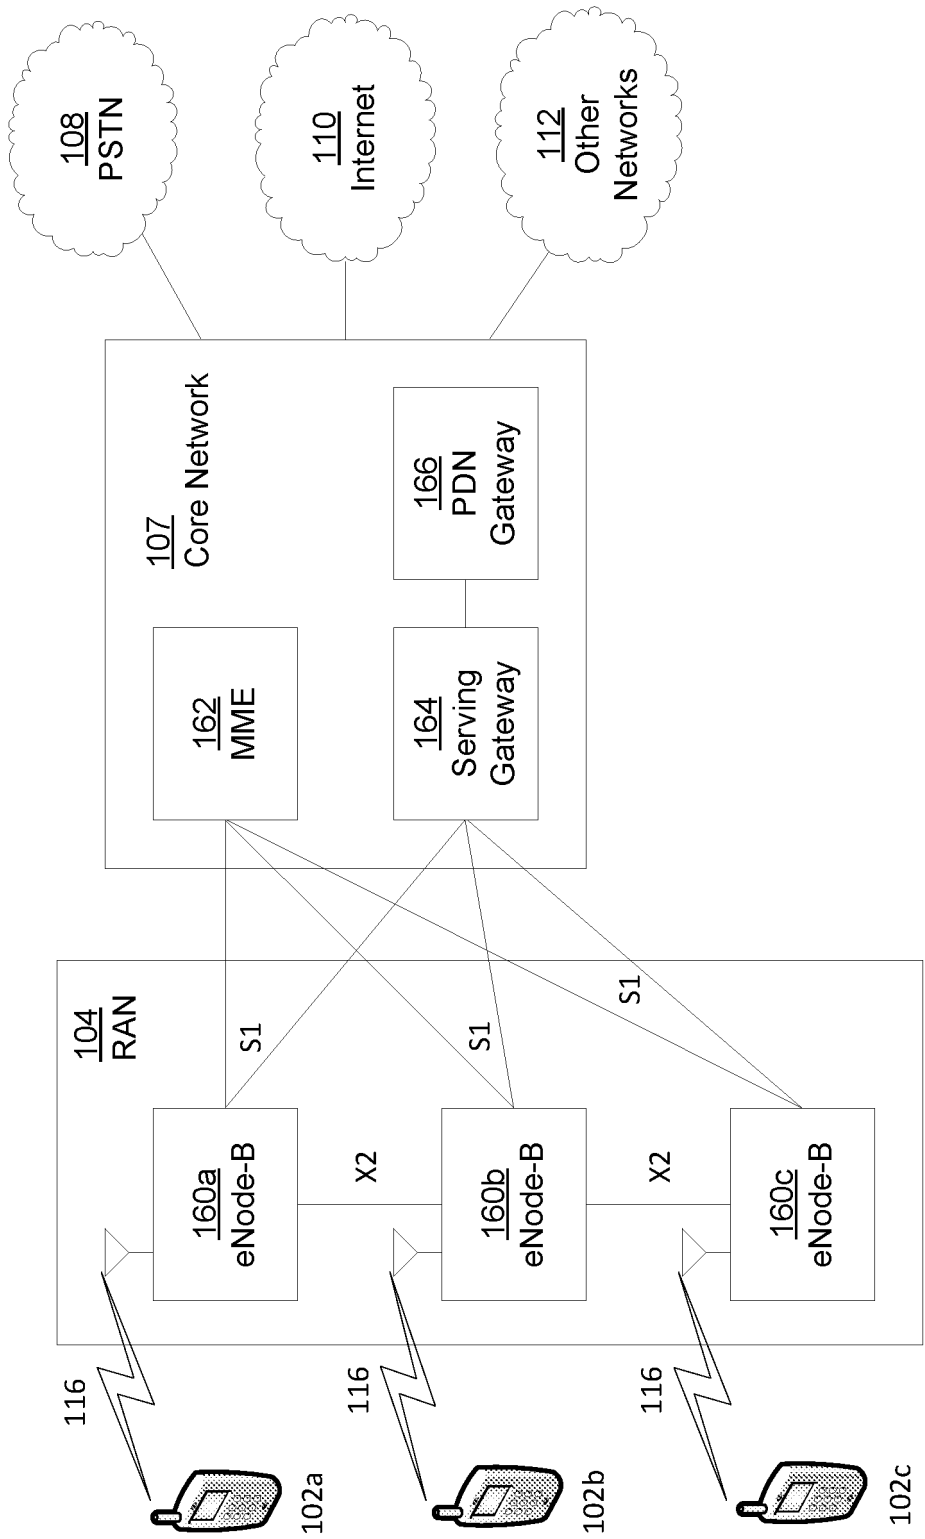 102a
116
102b
116
102c
116
104
RAN
160a
eNode-B
X2
160b
eNode-B
X2
160c
eNode-B
S1
S1
S1
107
Core Network
162
MME
164
Serving
Gateway
166
PDN
Gateway
108
PSTN
110
Internet
112
Other
Networks